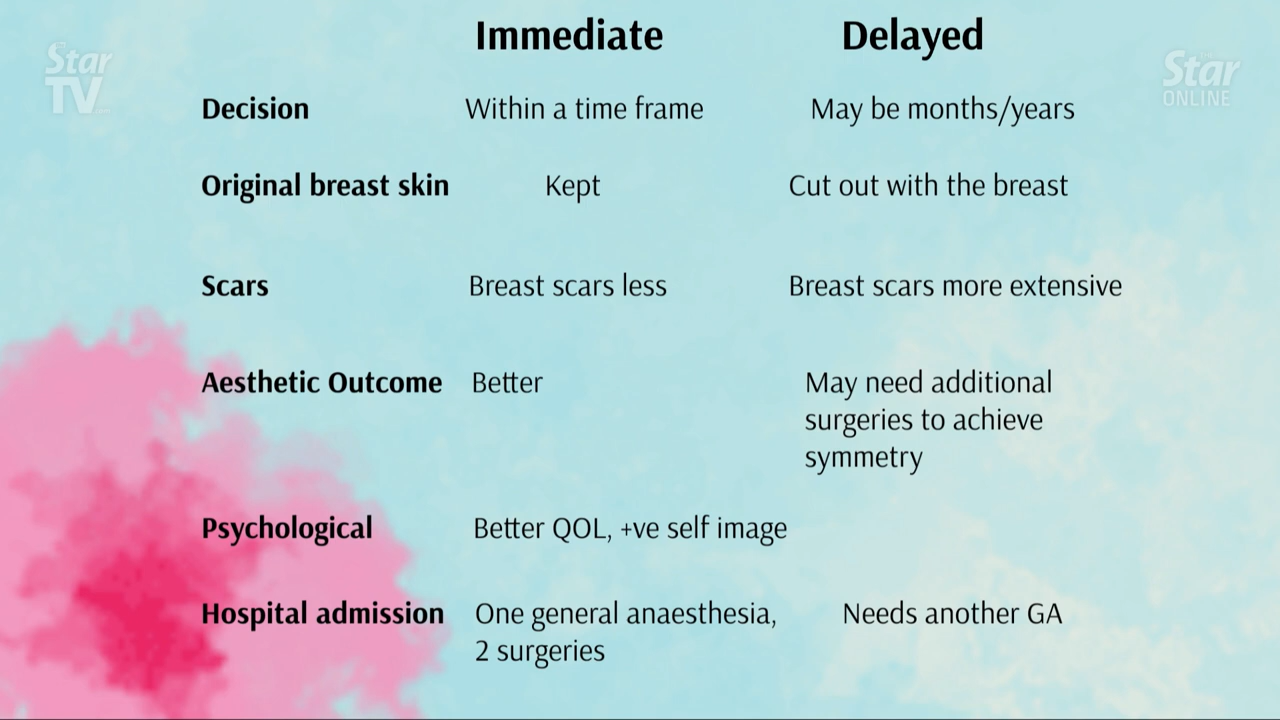 Immediate Delayed
Star
TV
Star
ONLINE
Decision Within a time frame May be months/years
Original breast skin Kept Cut out with the breast
Scars Breast scars less Breast scars more extensive
Aesthetic Outcome Better May need additional
surgeries to achieve
symmetry
Psychological Better QOL, +ve self image
Hospital admission One general anaesthesia, Needs another GA
2 surgeries